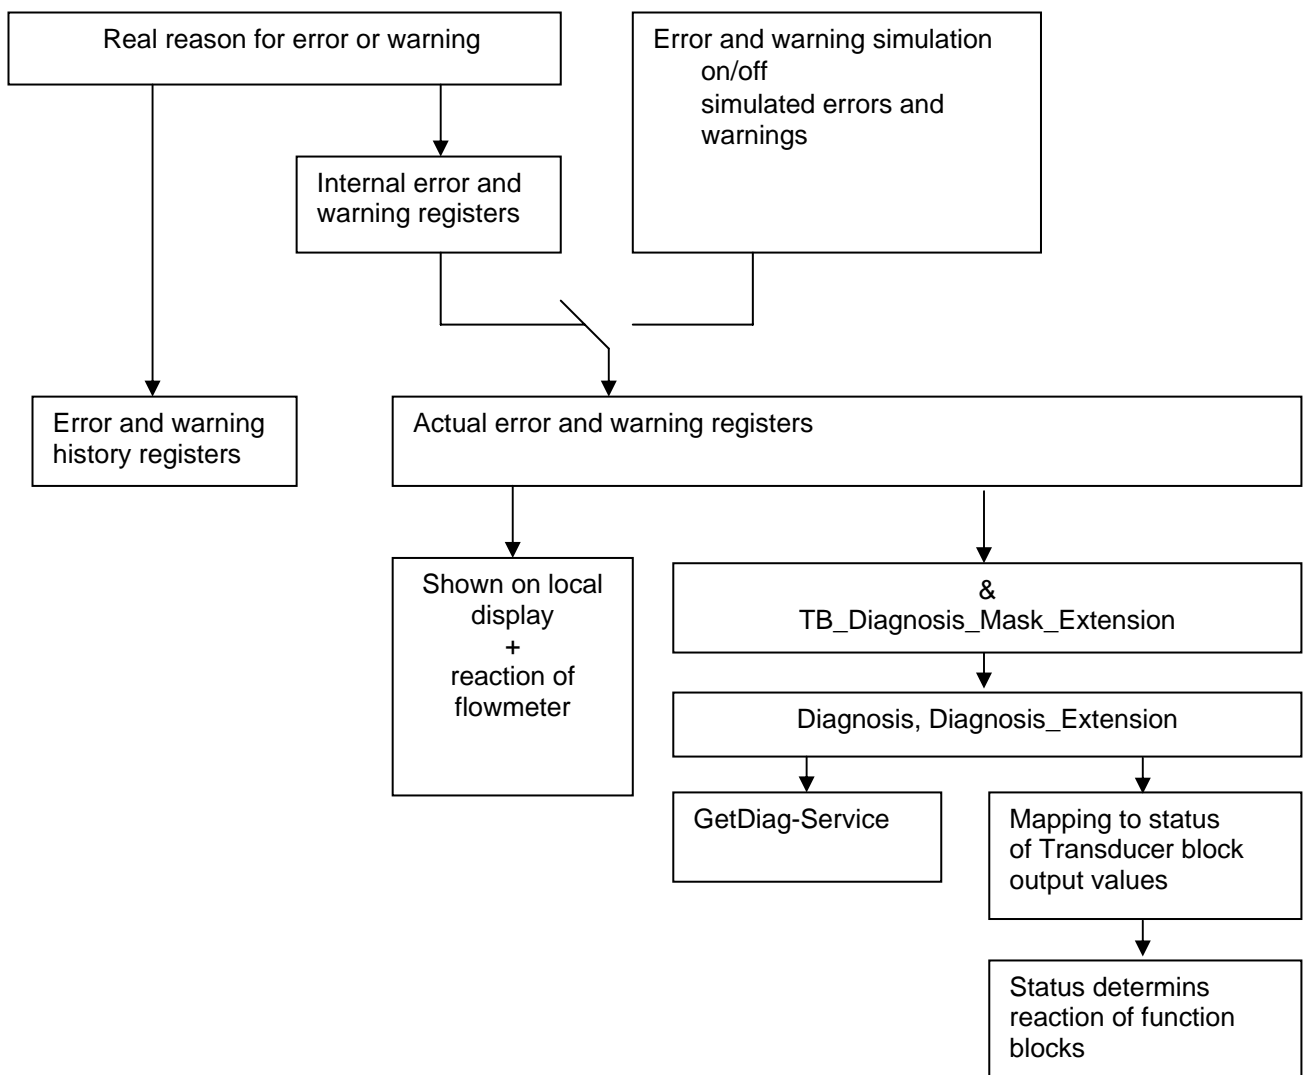 Real reason for error or warning
Error and warning simulation
on/off
simulated errors and
warnings
Internal error and
warning registers
Error and warning
history registers
Actual error and warning registers
Shown on local
display
+
reaction of
flowmeter
&
TB_Diagnosis_Mask_Extension
Diagnosis, Diagnosis_Extension
GetDiag-Service
Mapping to status
of Transducer block
output values
Status determins
reaction of function
blocks